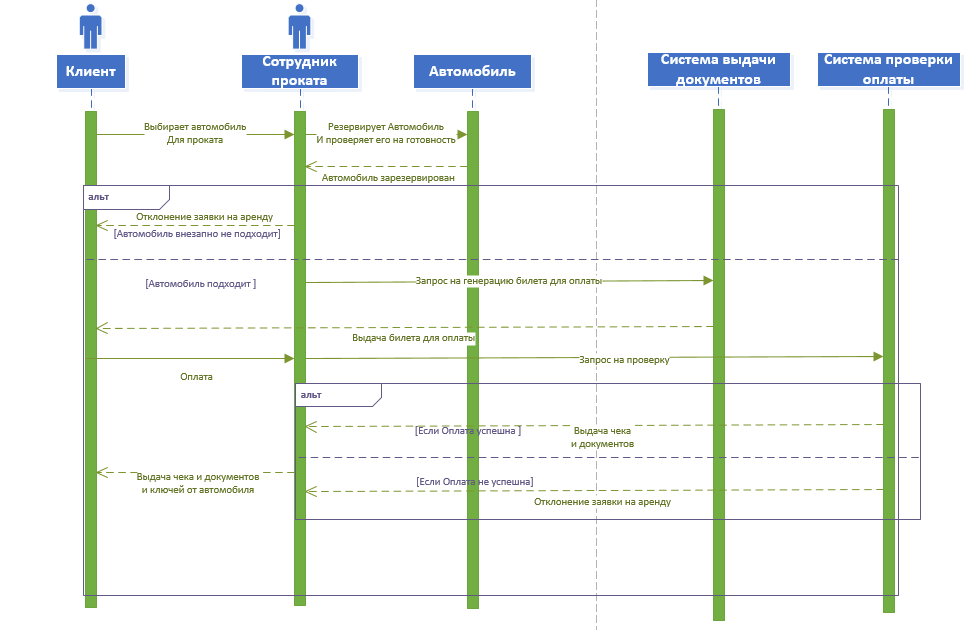 Клиент
Сотрудник
проката
Автомобиль
Система выдачи
документов
Система проверки
оплаты
Выбирает автомобиль
Для проката
Резервирует Автомобиль
И проверяет его на готовность
Автомобиль зарезервирован
альт
Отклонение заявки на аренду
[Автомобиль внезапно не подходит]
[Автомобиль подходит ]
Запрос на генерацию билета для оплаты
Выдача билета для оплаты
Запрос на проверку
Оплата
альт
[Если Оплата успешна ]
Выдача чека
и документов
Выдача чека и документов
и ключей от автомобиля
[Если Оплата не успешна]
Отклонение заявки на аренду